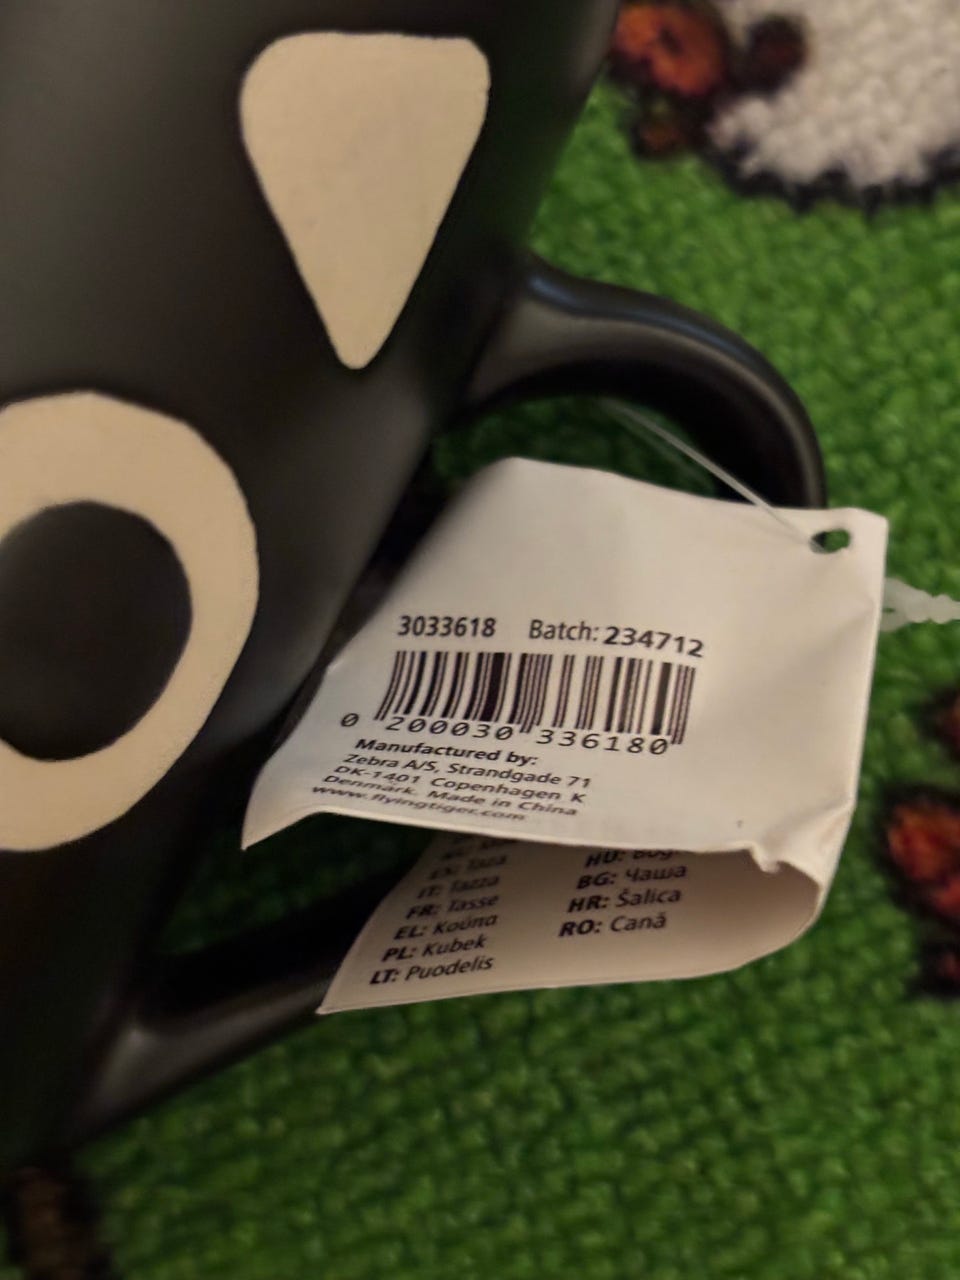 3033618 Batch: 234712
0 200030 336180
Manufactured by:
Zebra A/S, Strandgade 71
DK-1401 Copenhagen K
Denmark. Made in China
www.flyingtiger.com
ES: Taza
IT: Tazza
FR: Tasse
EL: Κούπα
PL: Kubek
LT: Puodelis
HU:
BG: Чаша
HR: Šalica
RO: Cană